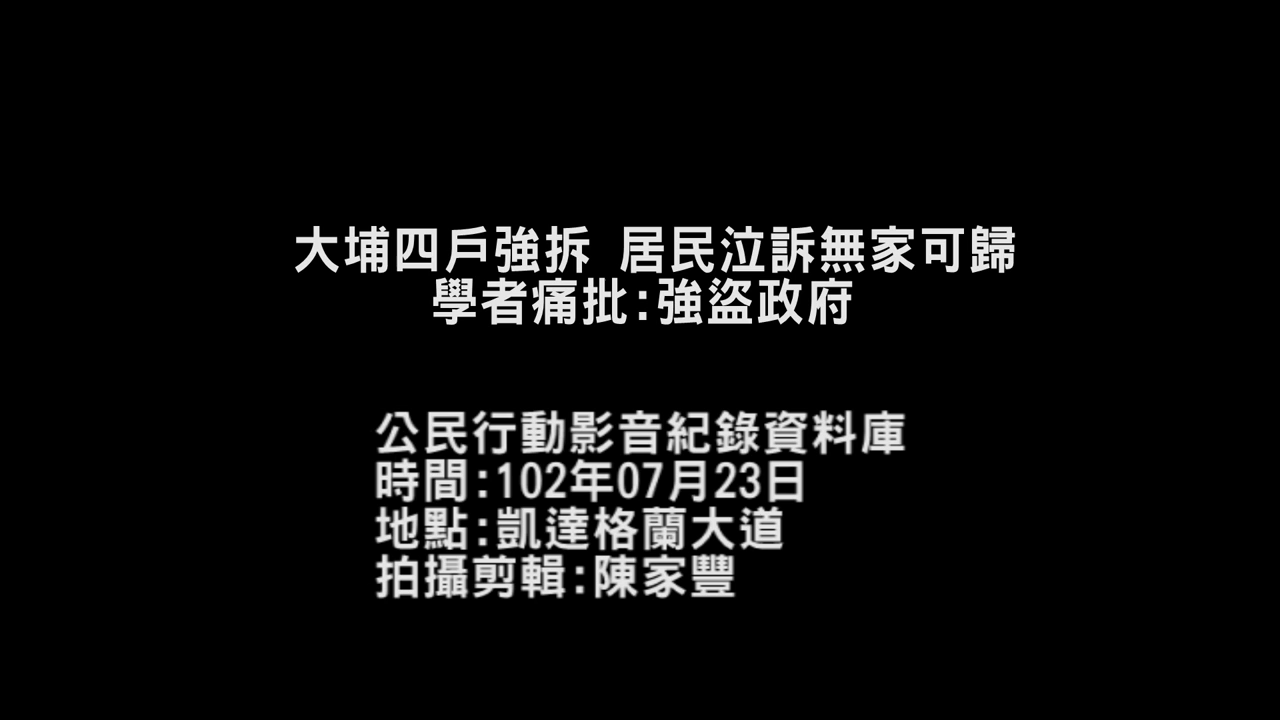 大埔四戶強拆 居民泣訴無家可歸
學者痛批:強盜政府
公民行動影音紀錄資料庫
時間:102年07月23日
地點:凱達格蘭大道
拍攝剪輯:陳家豐